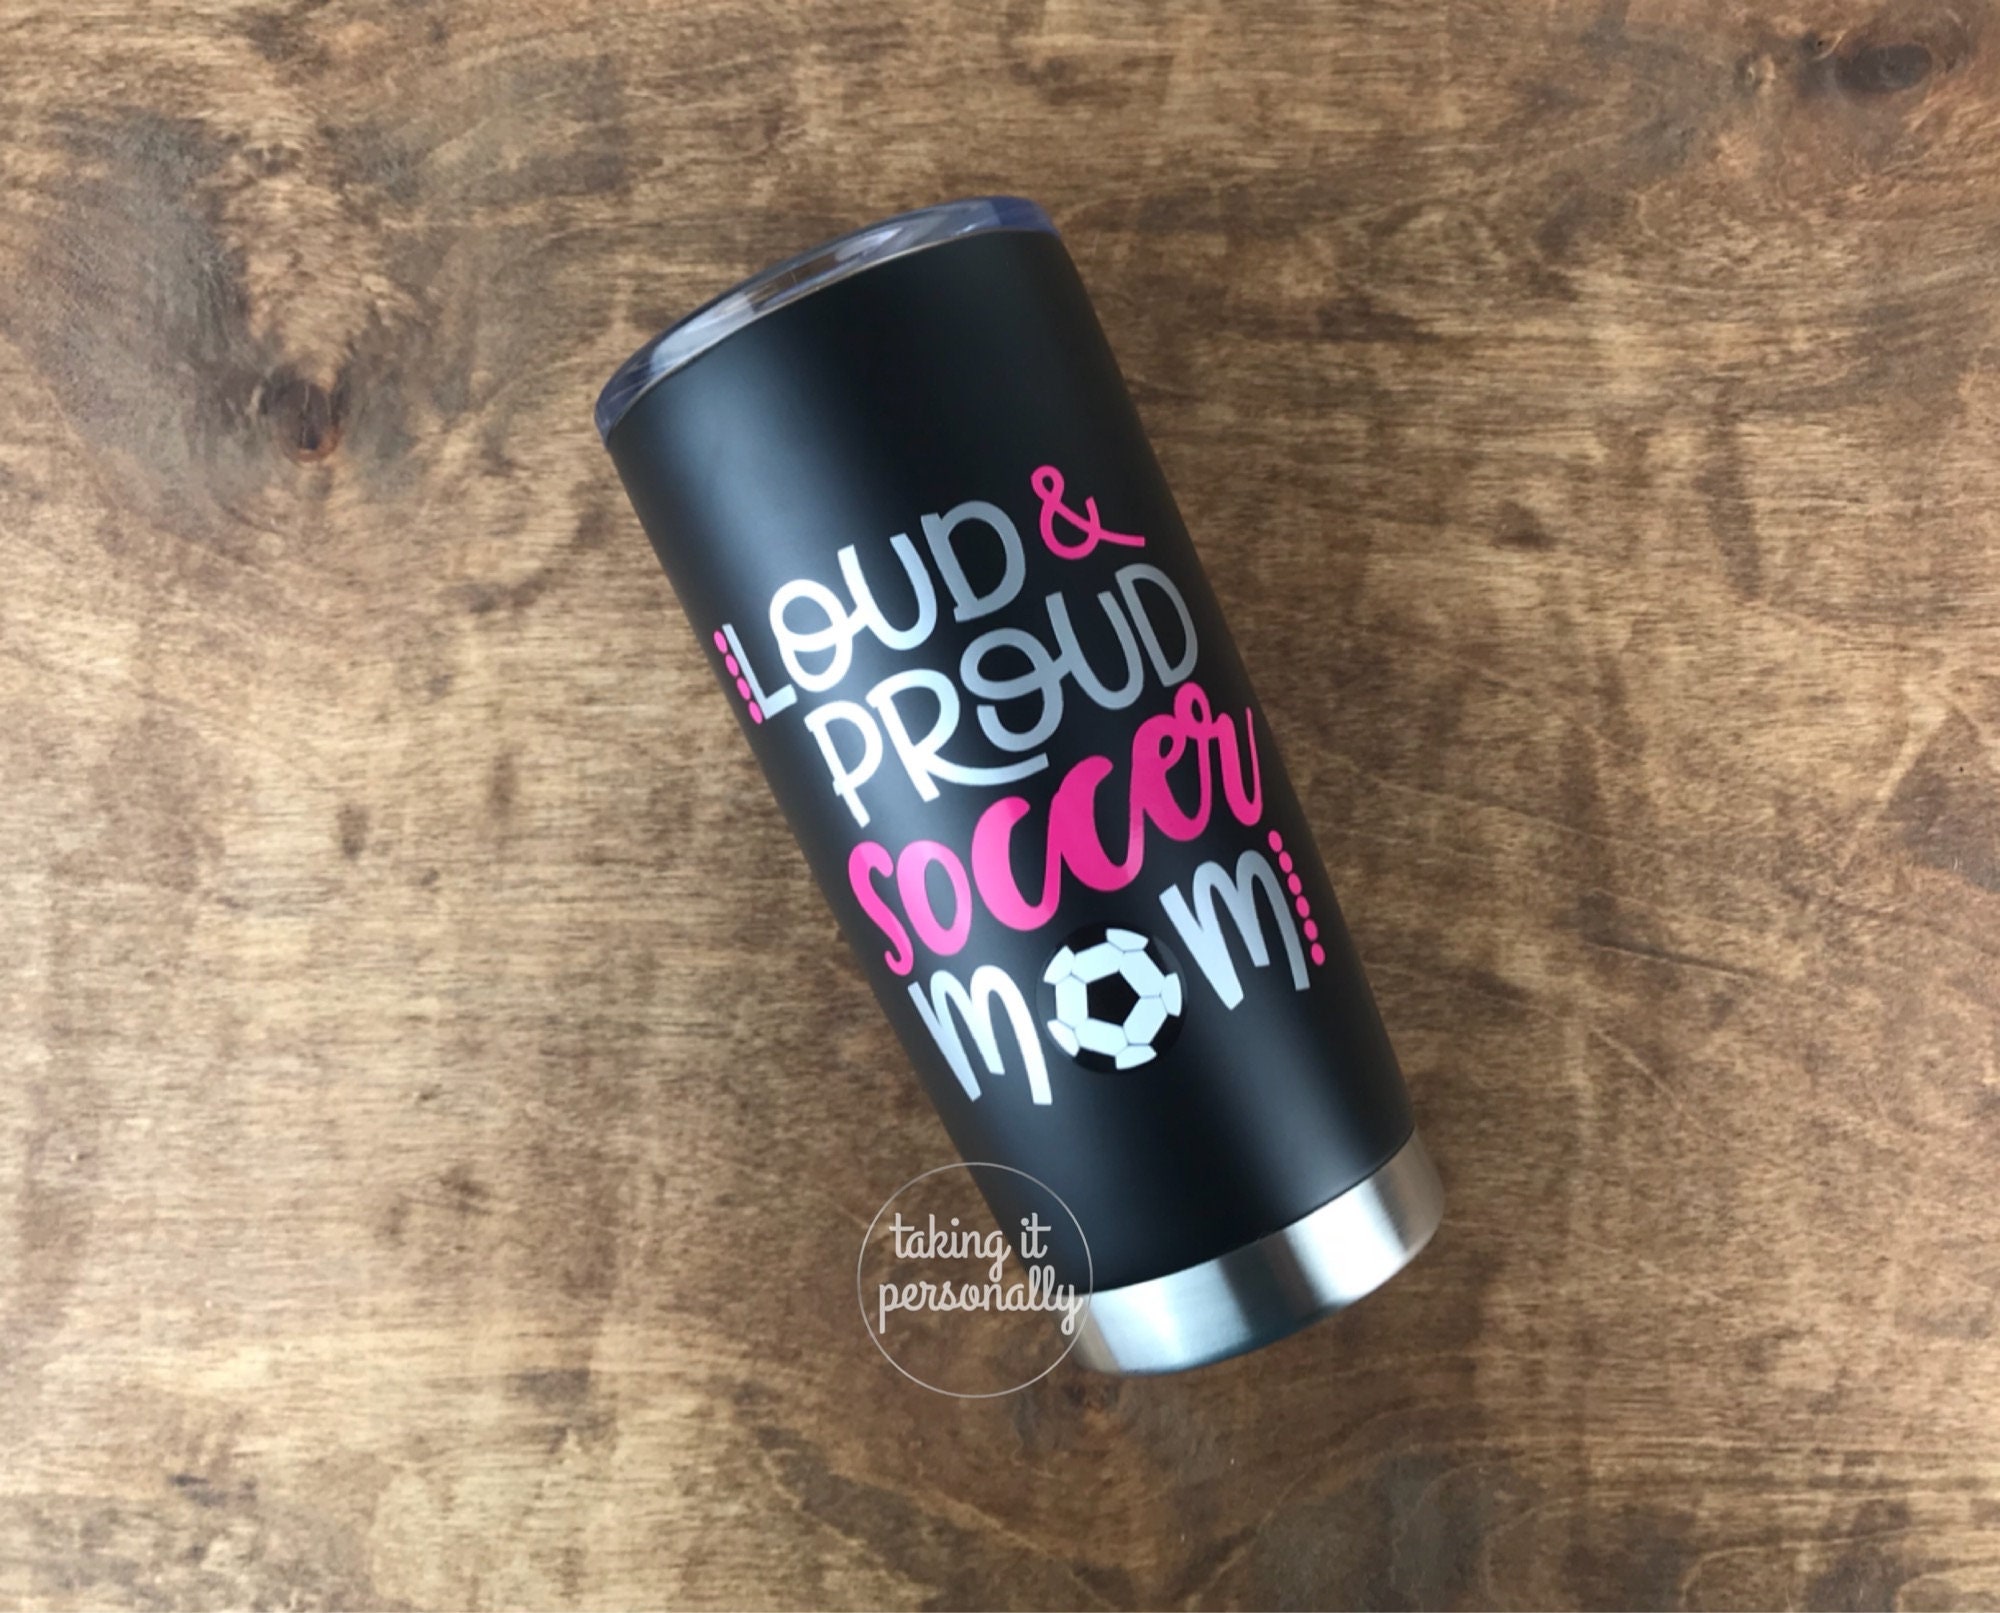 LOUD &
PROUD
soccer
mom
taking it
personally